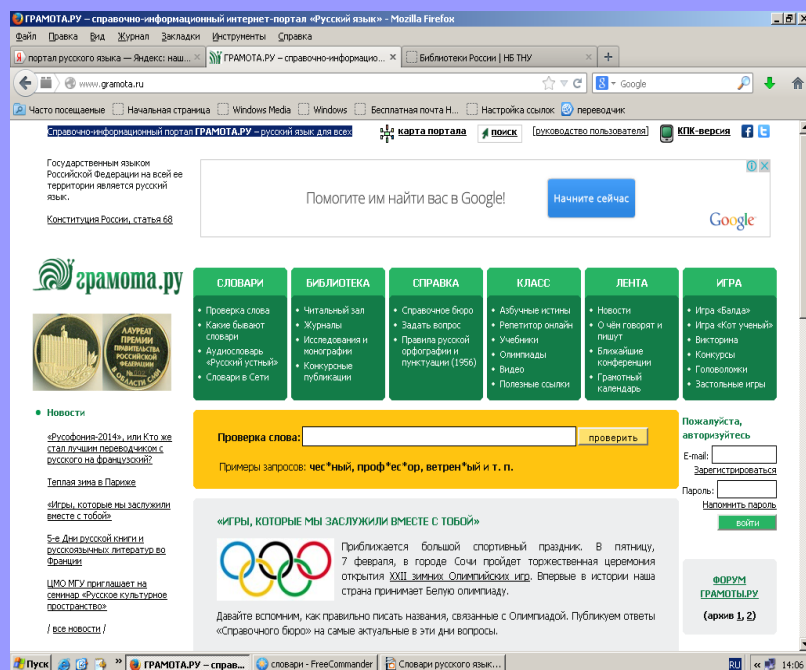 ГРАМОТА.РУ – справочно-информационный интернет-портал «Русский язык» - Mozilla Firefox
Файл Правка Вид Журнал Закладки Инструменты Справка
портал русского языка — Яндекс: наш... ГРАМОТА.РУ – справочно-информацио... Библиотеки России | НБ ТНУ
www.gramota.ru Google
Часто посещаемые Начальная страница Windows Media Windows Бесплатная почта H... Настройка ссылок переводчик
Справочно-информационный портал ГРАМОТА.РУ – русский язык для всех карта портала поиск [руководство пользователя] КПК-версия
Государственным языком
Российской Федерации на всей ее
территории является русский
язык.
Конституция России, статья 68
Помогите им найти вас в Google!
Начните сейчас
Google
грамота.ру
ЛАУРЕАТ
ПРЕМИИ
ПРАВИТЕЛЬСТВА
РОССИЙСКОЙ
ФЕДЕРАЦИИ
В ОБЛАСТИ СМИ
СЛОВАРИ
Проверка слова
Какие бывают
словари
Аудиословарь
«Русский устный»
Словари в Сети
БИБЛИОТЕКА
Читальный зал
Журналы
Исследования и
монографии
Конкурсные
публикации
СПРАВКА
Справочное бюро
Задать вопрос
Правила русской
орфографии и
пунктуации (1956)
КЛАСС
Азбучные истины
Репетитор онлайн
Учебники
Олимпиады
Видео
Полезные ссылки
ЛЕНТА
Новости
О чём говорят и
пишут
Ближайшие
конференции
Грамотный
календарь
ИГРА
Игра «Балда»
Игра «Кот ученый»
Викторина
Конкурсы
Головоломки
Застольные игры
Новости
«Русофония-2014», или Кто же
стал лучшим переводчиком с
русского на французский?
Теплая зима в Париже
«Игры, которые мы заслужили
вместе с тобой»
5-е Дни русской книги и
русскоязычных литератур во
Франции
ЦМО МГУ приглашает на
семинар «Русское культурное
пространство»
/ все новости /
Проверка слова: проверить
Примеры запросов: чес*ный, проф*ес*ор, ветрен*ый и т. п.
Пожалуйста,
авторизуйтесь
E-mail:
Зарегистрироваться
Пароль:
Напомнить пароль
войти
«ИГРЫ, КОТОРЫЕ МЫ ЗАСЛУЖИЛИ ВМЕСТЕ С ТОБОЙ»
Приближается большой спортивный праздник. В пятницу,
7 февраля, в городе Сочи пройдет торжественная церемония
открытия XXII зимних Олимпийских игр. Впервые в истории наша
страна принимает Белую олимпиаду.
Давайте вспомним, как правильно писать названия, связанные с Олимпиадой. Публикуем ответы
«Справочного бюро» на самые актуальные в эти дни вопросы.
ФОРУМ
ГРАМОТЫ.РУ
(архив 1, 2)
Пуск » ГРАМОТА.РУ – справ... словари - FreeCommander Словари русского язык... RU « 14:06